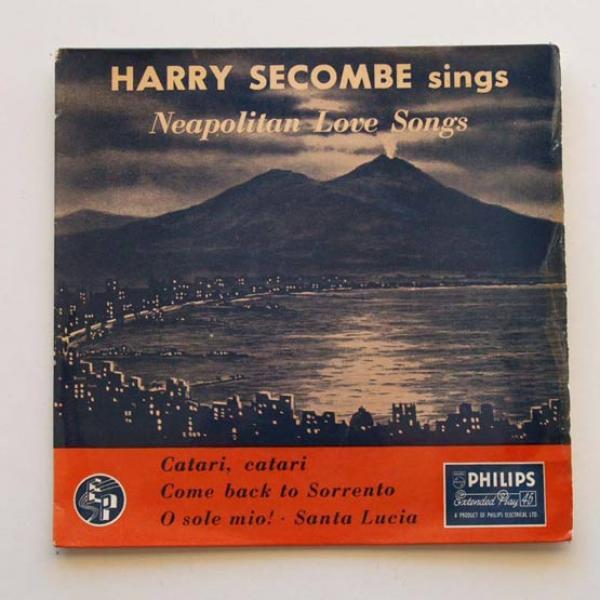 HARRY SECOMBE sings
Neapolitan Love Songs
Catari, catari
Come back to Sorrento
O sole mio! · Santa Lucia
EP
PHILIPS
Extended Play 45
A PRODUCT OF PHILIPS ELECTRICAL LTD.